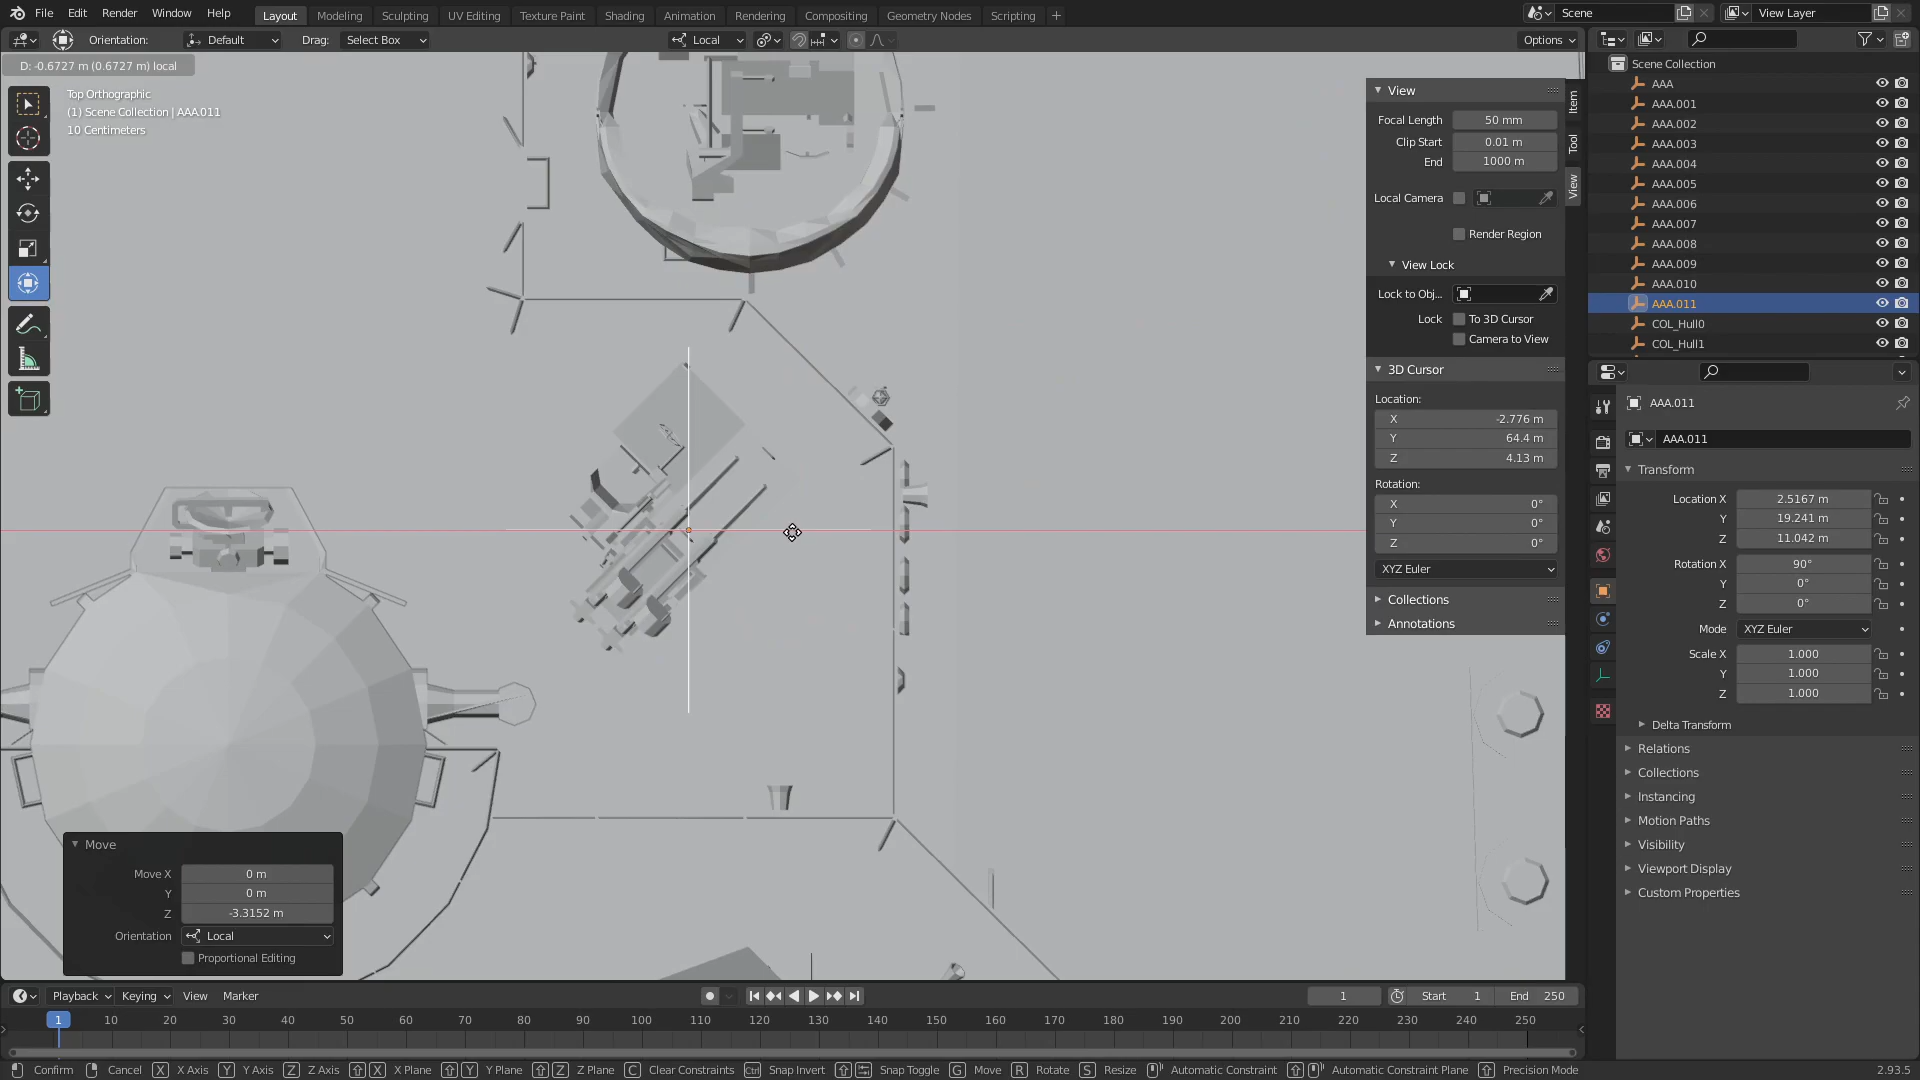 File Edit Render Window Help Layout Modeling Sculpting UV Editing Texture Paint Shading Animation Rendering Compositing Geometry Nodes Scripting Scene View Layer
Orientation: Default Drag: Select Box Local Options
D: -0.6727 m (0.6727 m) local
Top Orthographic
(1) Scene Collection | AAA.011
10 Centimeters
View
Focal Length 50 mm
Clip Start 0.01 m
End 1000 m
Local Camera
Render Region
View Lock
Lock to Obj...
Lock To 3D Cursor
Camera to View
3D Cursor
Location:
X -2.776 m
Y 64.4 m
Z 4.13 m
Rotation:
X 0°
Y 0°
Z 0°
XYZ Euler
Collections
Annotations
Item
Tool
View
Scene Collection
AAA
AAA.001
AAA.002
AAA.003
AAA.004
AAA.005
AAA.006
AAA.007
AAA.008
AAA.009
AAA.010
AAA.011
COL_Hull0
COL_Hull1
AAA.011
AAA.011
Transform
Location X 2.5167 m
Y 19.241 m
Z 11.042 m
Rotation X 90°
Y 0°
Z 0°
Mode XYZ Euler
Scale X 1.000
Y 1.000
Z 1.000
Delta Transform
Relations
Collections
Instancing
Motion Paths
Visibility
Viewport Display
Custom Properties
Move
Move X 0 m
Y 0 m
Z -3.3152 m
Orientation Local
Proportional Editing
Playback Keying View Marker 1 Start 1 End 250
1 10 20 30 40 50 60 70 80 90 100 110 120 130 140 150 160 170 180 190 200 210 220 230 240 250
Confirm Cancel X X Axis Y Y Axis Z Z Axis X X Plane Y Y Plane Z Z Plane C Clear Constraints Ctrl Snap Invert Snap Toggle G Move R Rotate S Resize Automatic Constraint Automatic Constraint Plane Precision Mode 2.93.5